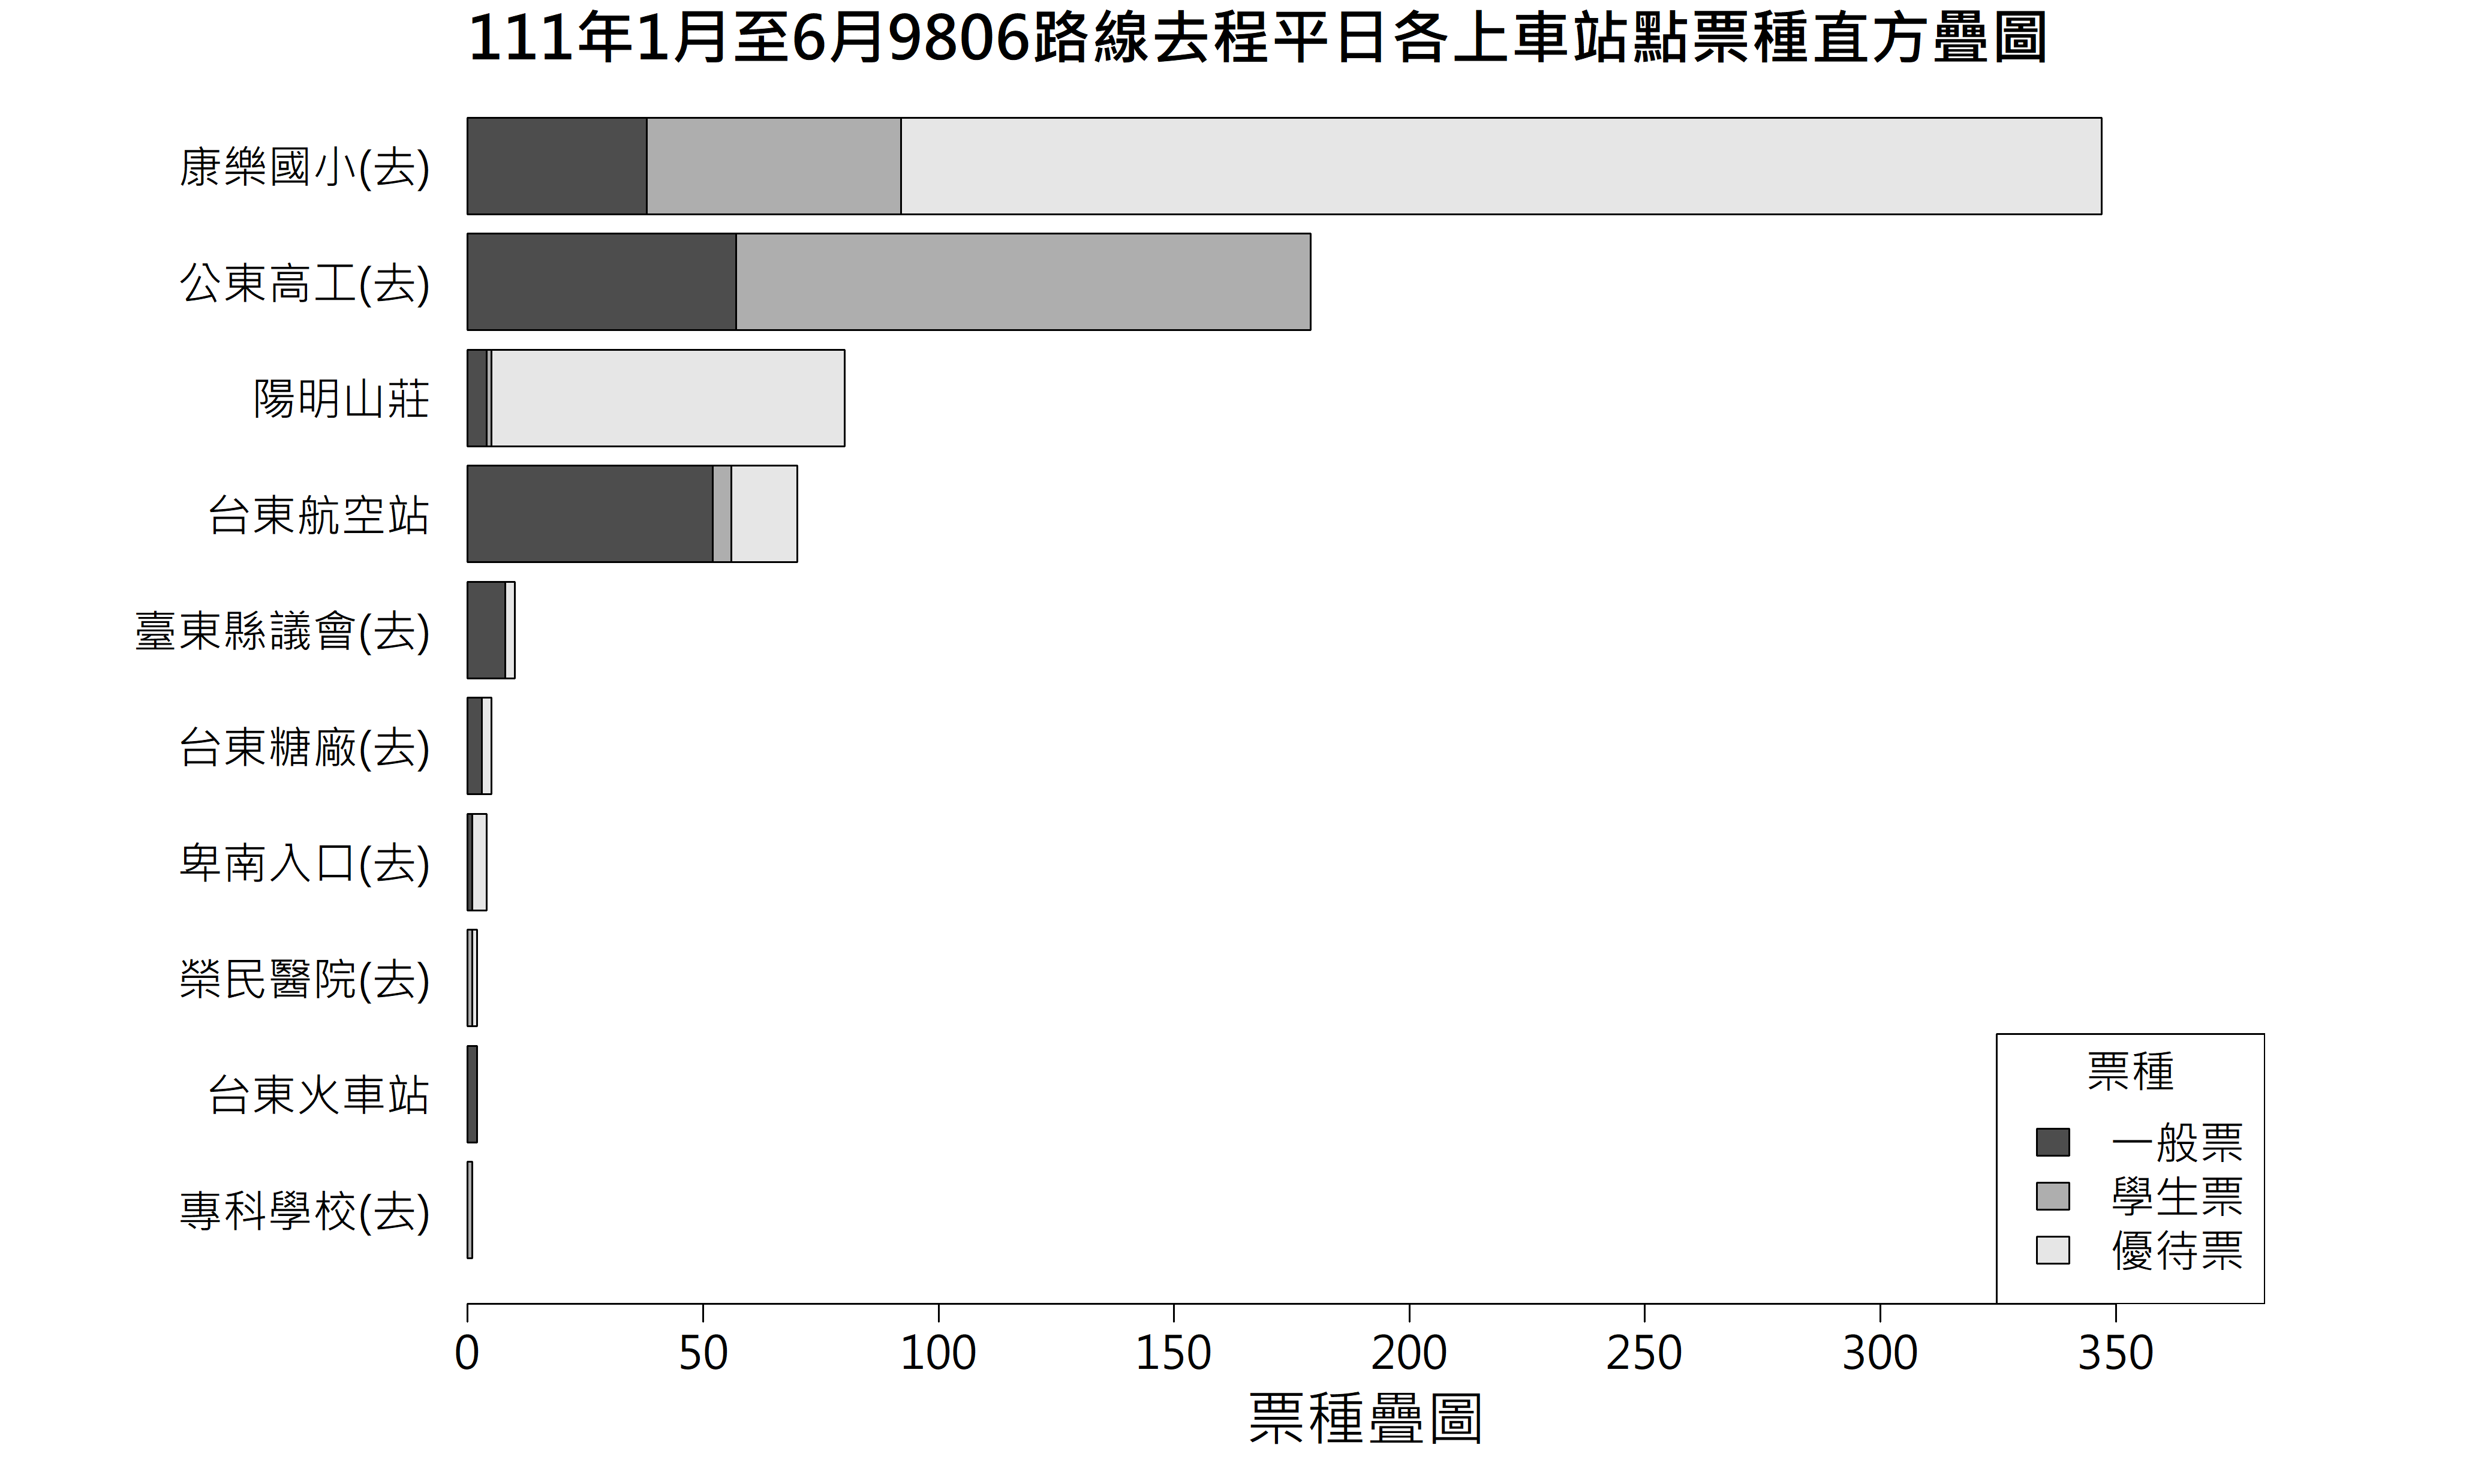 111年1月至6月9806路線去程平日各上車站點票種直方疊圖
康樂國小(去)
公東高工(去)
陽明山莊
台東航空站
臺東縣議會(去)
台東糖廠(去)
卑南入口(去)
榮民醫院(去)
台東火車站
專科學校(去)
票種
一般票
學生票
優待票
0 50 100 150 200 250 300 350
票種疊圖